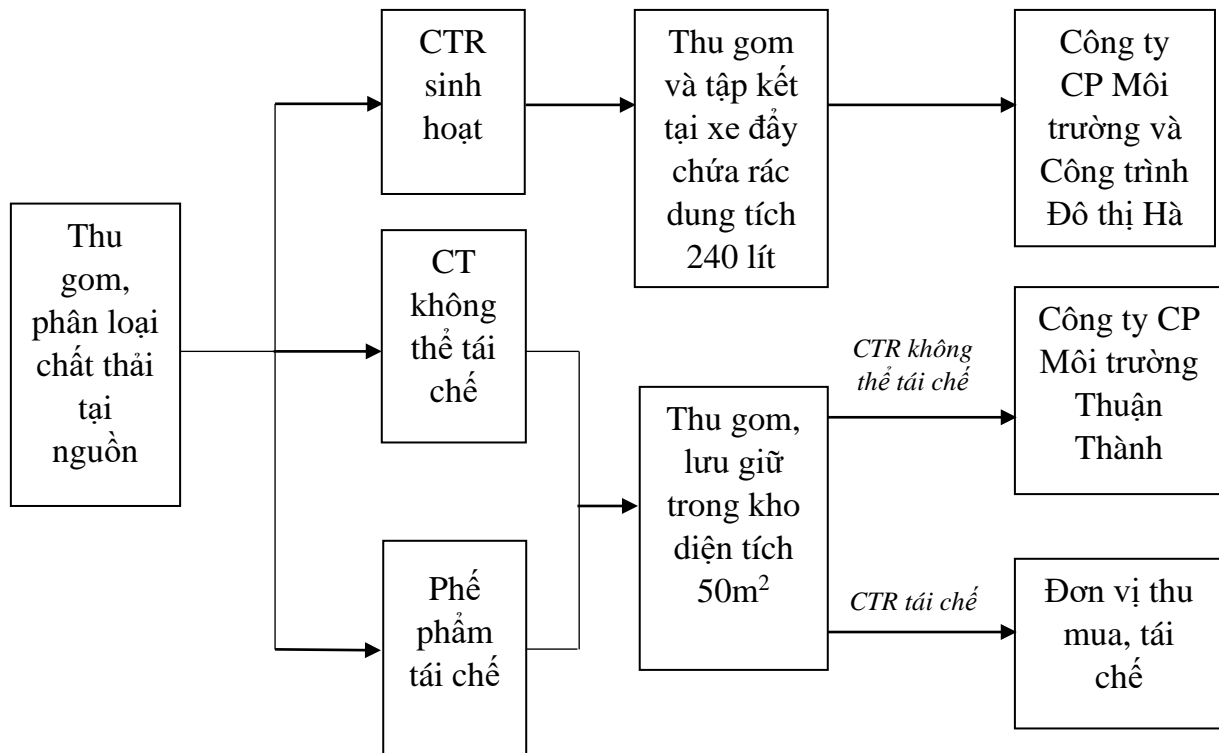 Thu
gom,
phân loại
chất thải
tại
nguồn
CTR
sinh
hoạt
Thu gom
và tập kết
tại xe đẩy
chứa rác
dung tích
240 lít
Công ty
CP Môi
trường và
Công trình
Đô thị Hà
CT
không
thể tái
chế
Phế
phẩm
tái chế
Thu gom,
lưu giữ
trong kho
diện tích
50m²
CTR không
thể tái chế
Công ty CP
Môi trường
Thuận
Thành
CTR tái chế
Đơn vị thu
mua, tái
chế